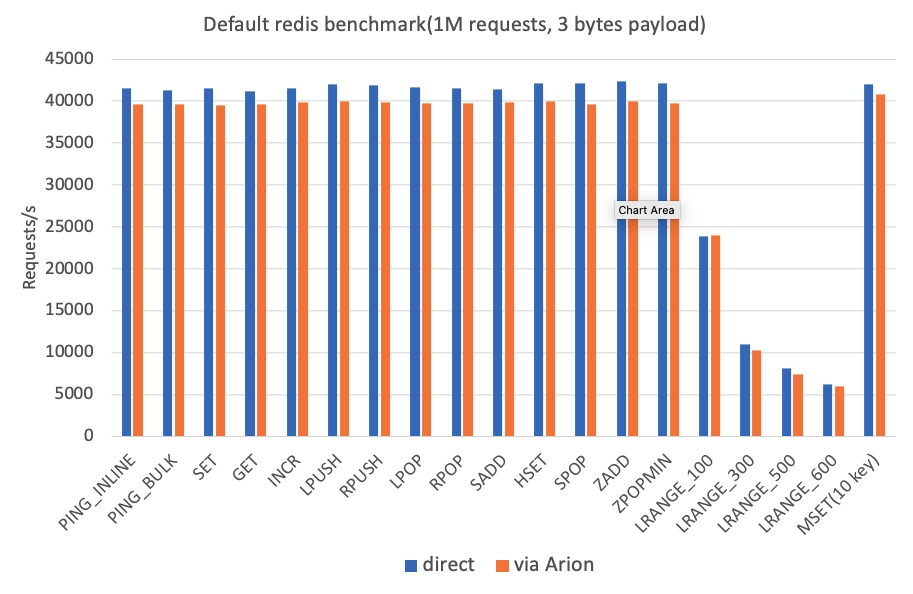 Default redis benchmark(1M requests, 3 bytes payload)
45000
40000
35000
30000
25000
20000
15000
10000
5000
0
Requests/s
Chart Area
PING_INLINE
PING_BULK
SET
GET
INCR
LPUSH
RPUSH
LPOP
RPOP
SADD
HSET
SPOP
ZADD
ZPOPMIN
LRANGE_100
LRANGE_300
LRANGE_500
LRANGE_600
MSET(10 key)
direct via Arion